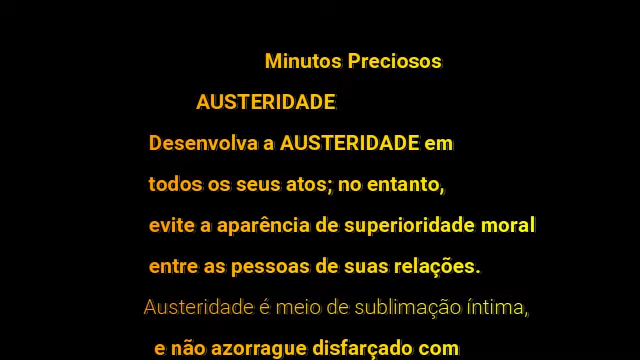 Minutos Preciosos
AUSTERIDADE
Desenvolva a AUSTERIDADE em
todos os seus atos; no entanto,
evite a aparência de superioridade moral
entre as pessoas de suas relações.
Austeridade é meio de sublimação íntima,
e não azorrague disfarçado com